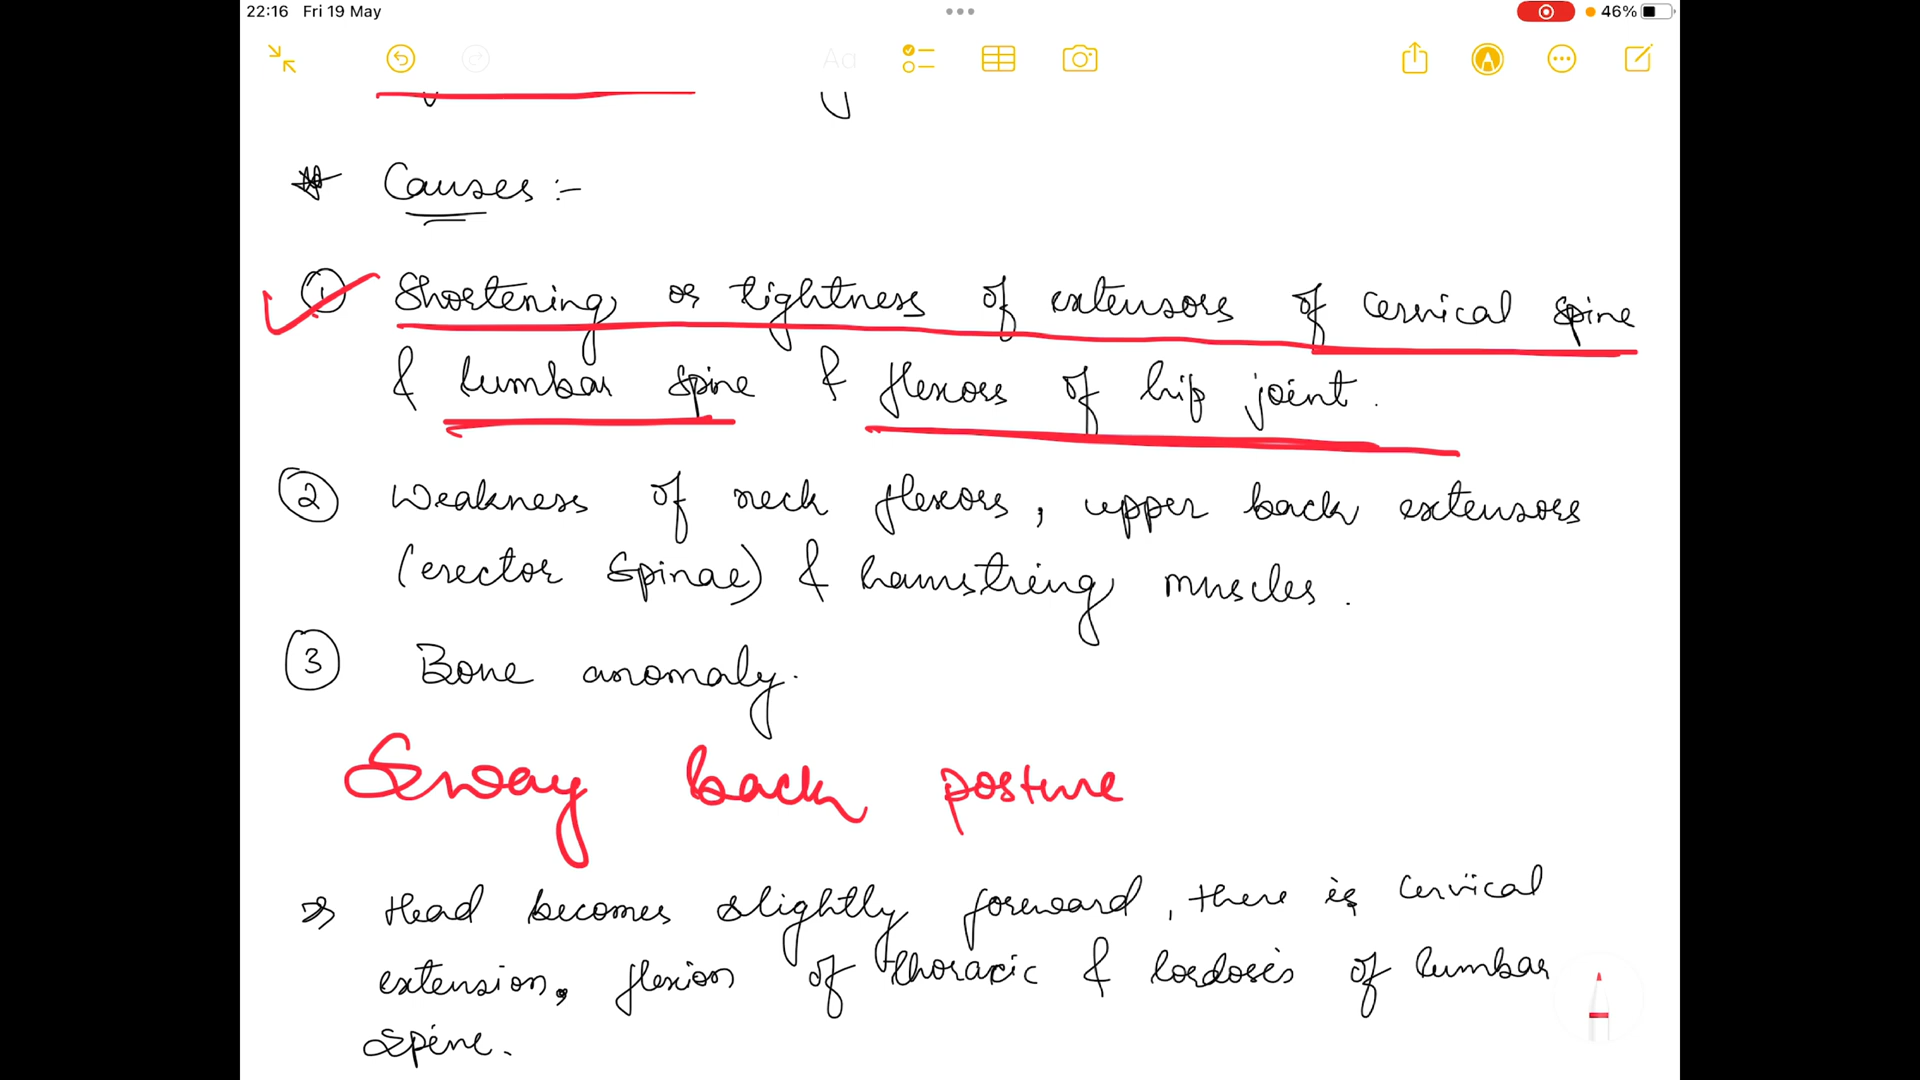 22:16 Fri 19 May
46%
Aa
Causes :-
① Shortening or tightness of extensors of cervical spine
& lumbar spine & flexors of hip joint.
② Weakness of neck flexors, upper back extensors
(erector spinae) & hamstring muscles.
③ Bone anomaly.
Sway back posture
Head becomes slightly forward, there is cervical
extension, flexion of thoracic & lordosis of lumbar
spine.